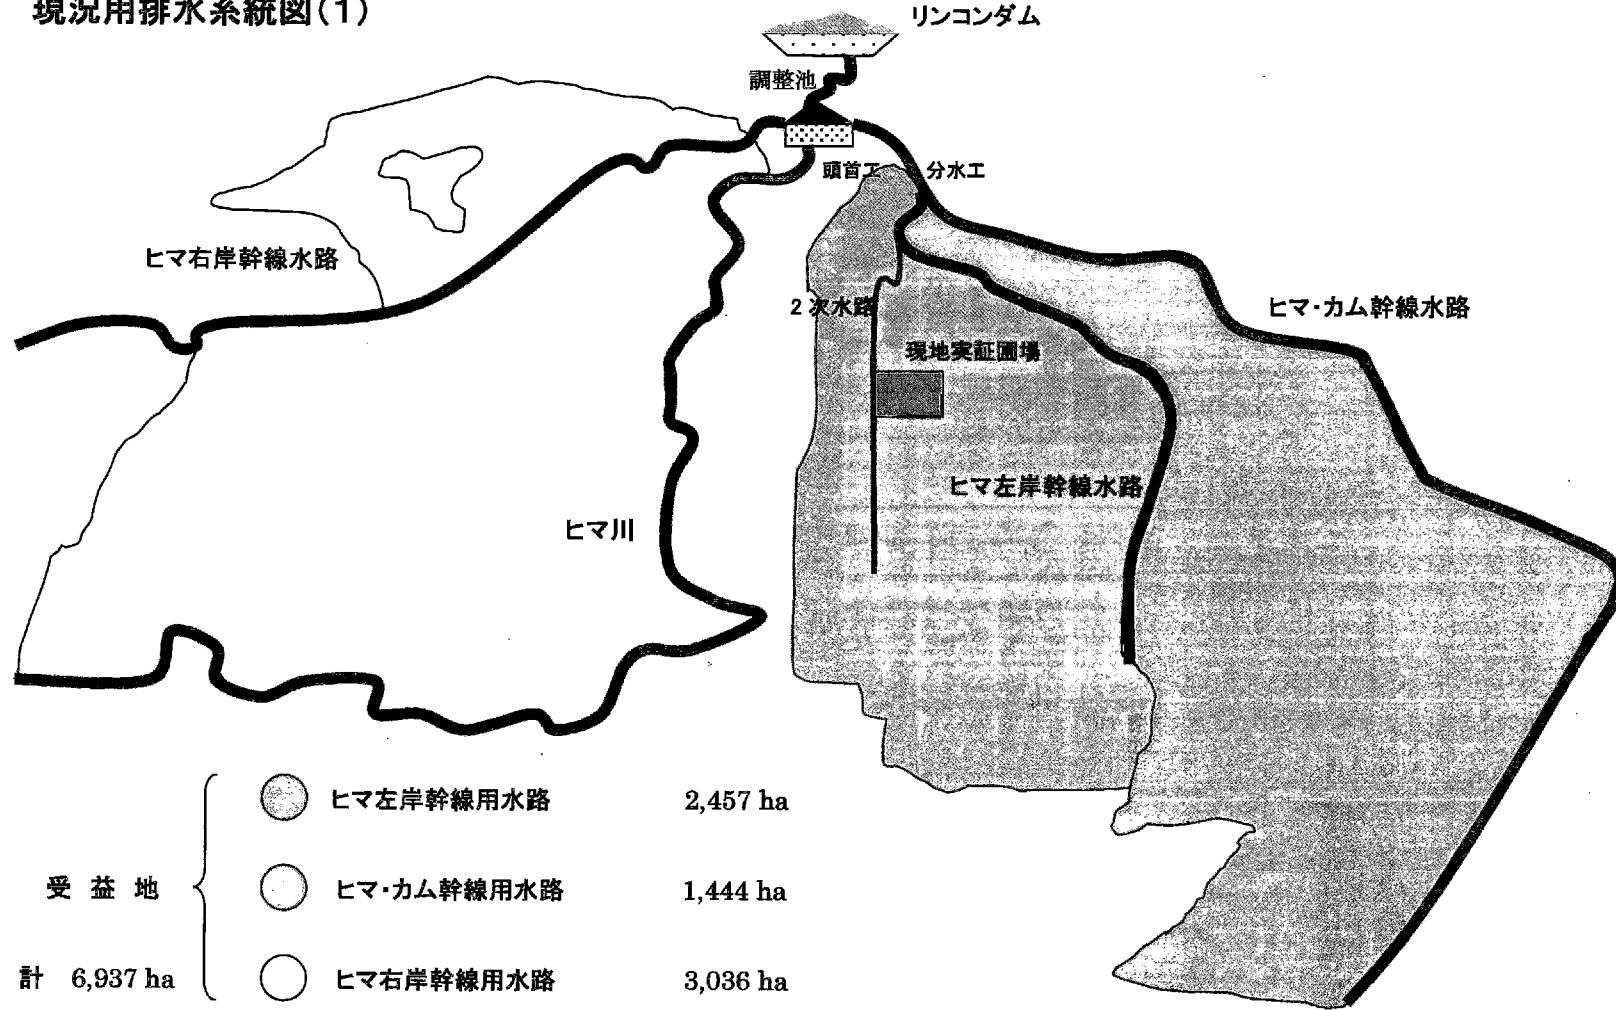 現況用排水系統図(1)
リンコンダム
調整池
頭首工
分水工
ヒマ右岸幹線水路
2次水路
ヒマ・カム幹線水路
現地実証圃場
ヒマ左岸幹線水路
ヒマ川
ヒマ左岸幹線用水路 2,457 ha
受益地 ヒマ・カム幹線用水路 1,444 ha
計 6,937 ha ヒマ右岸幹線用水路 3,036 ha